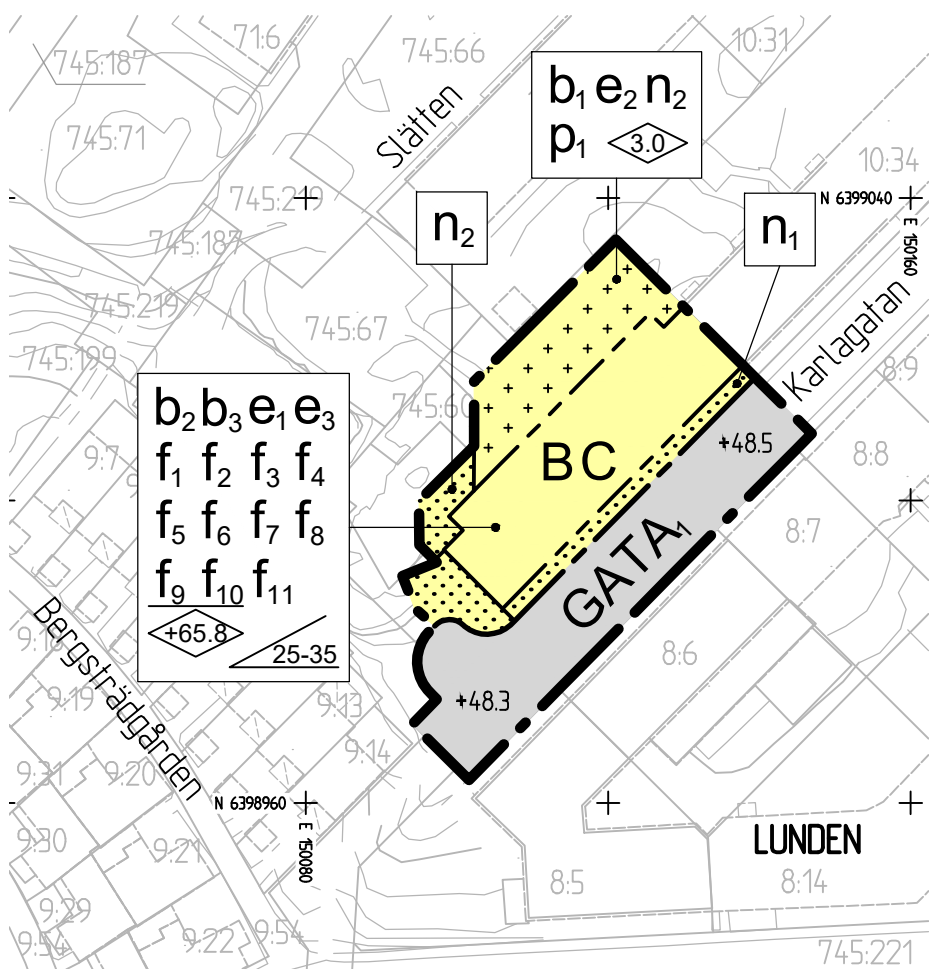 71:6
745:66
10:31
745:187
Slätten
b₁ e₂ n₂
p₁ 3.0
745:71
10:34
745:219
N 6399040
E 150160
n₂
n₁
745:187
745:219
745:67
Karlagatan
745:199
8:9
b₂ b₃ e₁ e₃
f₁ f₂ f₃ f₄
f₅ f₆ f₇ f₈
f₉ f₁₀ f₁₁
+65.8
25-35
9:7
BC
+48.5
8:8
8:7
GATA₁
Bergsträdgården
8:6
9:19
9:13
+48.3
9:14
9:31
9:20
N 6398960
E 150080
9:30
9:21
LUNDEN
8:5
8:14
9:29
9:54
9:22
9:54
745:221